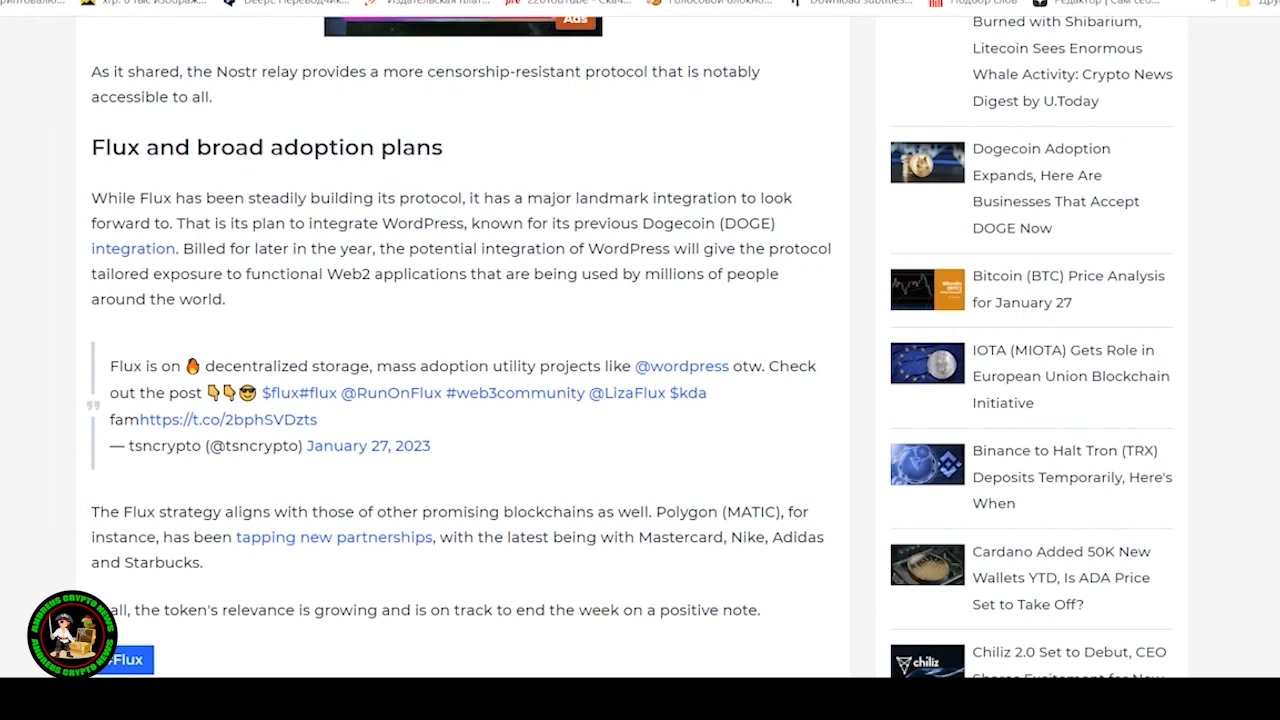 Ads
As it shared, the Nostr relay provides a more censorship-resistant protocol that is notably
accessible to all.
Flux and broad adoption plans
While Flux has been steadily building its protocol, it has a major landmark integration to look
forward to. That is its plan to integrate WordPress, known for its previous Dogecoin (DOGE)
integration. Billed for later in the year, the potential integration of WordPress will give the protocol
tailored exposure to functional Web2 applications that are being used by millions of people
around the world.
Flux is on 🔥 decentralized storage, mass adoption utility projects like @wordpress otw. Check
out the post 👇👇😎 $flux#flux @RunOnFlux #web3community @LizaFlux $kda
famhttps://t.co/2bphSVDzts
— tsncrypto (@tsncrypto) January 27, 2023
The Flux strategy aligns with those of other promising blockchains as well. Polygon (MATIC), for
instance, has been tapping new partnerships, with the latest being with Mastercard, Nike, Adidas
and Starbucks.
all, the token's relevance is growing and is on track to end the week on a positive note.
Flux
ANDREUS CRYPTO NEWS
ANDREUS CRYPTO NEWS
Burned with Shibarium,
Litecoin Sees Enormous
Whale Activity: Crypto News
Digest by U.Today
Dogecoin Adoption
Expands, Here Are
Businesses That Accept
DOGE Now
Bitcoin (BTC) Price Analysis
for January 27
IOTA (MIOTA) Gets Role in
European Union Blockchain
Initiative
Binance to Halt Tron (TRX)
Deposits Temporarily, Here's
When
Cardano Added 50K New
Wallets YTD, Is ADA Price
Set to Take Off?
chiliz
Chiliz 2.0 Set to Debut, CEO